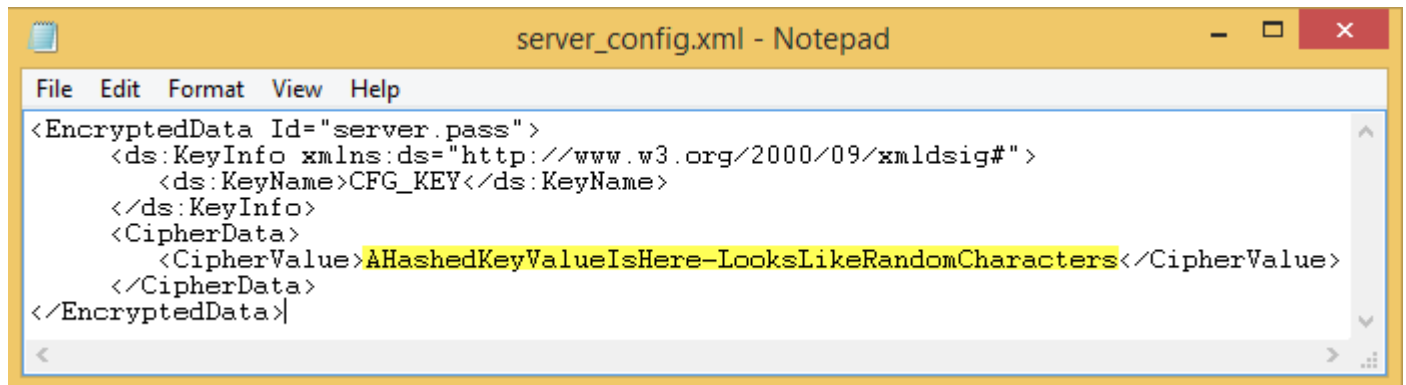 server_config.xml - Notepad
File Edit Format View Help
<EncryptedData Id="server.pass">
<ds:KeyInfo xmlns:ds="http://www.w3.org/2000/09/xmldsig#">
<ds:KeyName>CFG_KEY</ds:KeyName>
</ds:KeyInfo>
<CipherData>
<CipherValue>AHashedKeyValueIsHere-LooksLikeRandomCharacters</CipherValue>
</CipherData>
</EncryptedData>